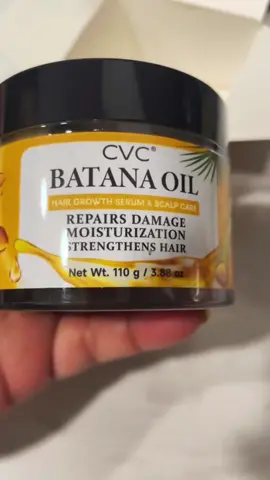 CVC®
BATANA OIL
HAIR GROWTH SERUM & SCALP CARE
REPAIRS DAMAGE
MOISTURIZATION
STRENGTHENS HAIR
Net Wt. 110 g / 3.88 oz